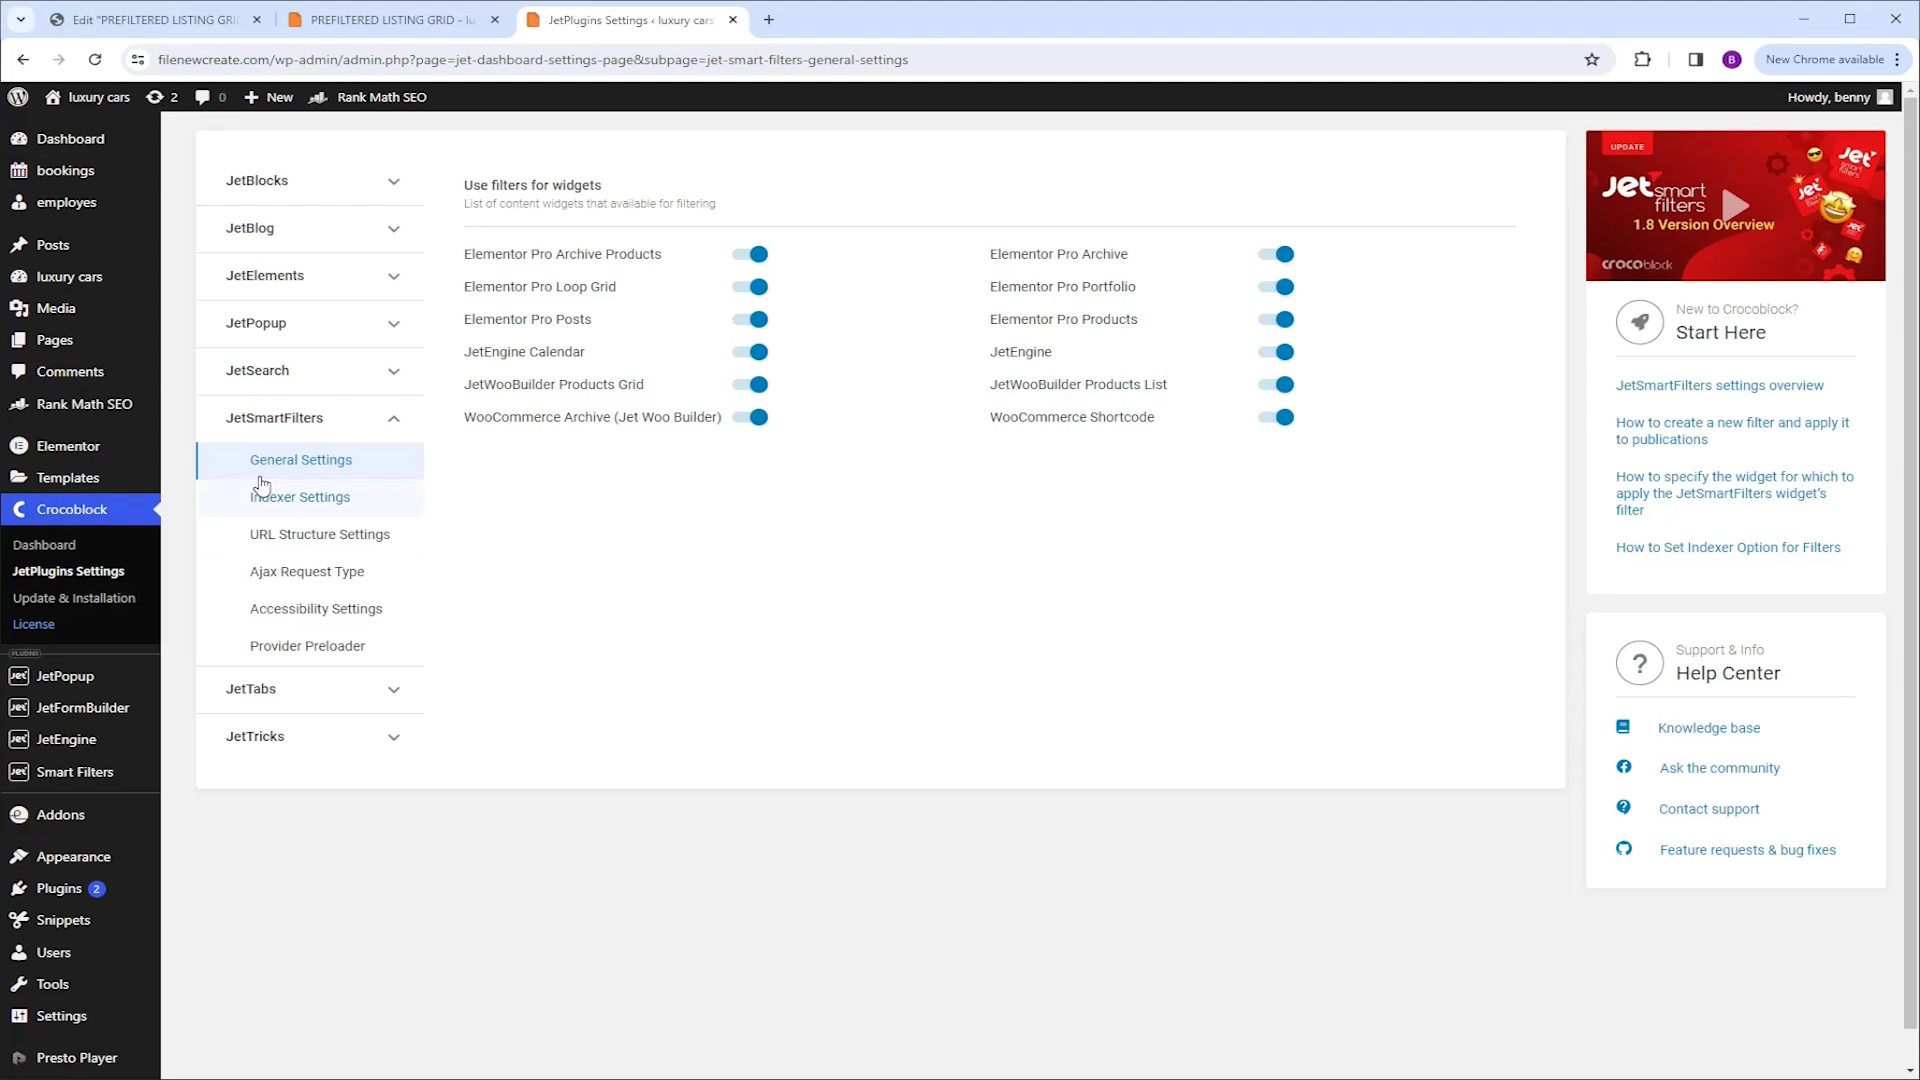 Edit "PREFILTERED LISTING GRI
PREFILTERED LISTING GRID - lu
JetPlugins Settings ‹ luxury cars
filenewcreate.com/wp-admin/admin.php?page=jet-dashboard-settings-page&subpage=jet-smart-filters-general-settings
B
New Chrome available
luxury cars
2
0
New
Rank Math SEO
Howdy, benny
Dashboard
bookings
employes
Posts
luxury cars
Media
Pages
Comments
Rank Math SEO
Elementor
Templates
Crocoblock
Dashboard
JetPlugins Settings
Update & Installation
License
PLUGINS
JetPopup
JetFormBuilder
JetEngine
Smart Filters
Addons
Appearance
Plugins 2
Snippets
Users
Tools
Settings
Presto Player
JetBlocks
JetBlog
JetElements
JetPopup
JetSearch
JetSmartFilters
General Settings
Indexer Settings
URL Structure Settings
Ajax Request Type
Accessibility Settings
Provider Preloader
JetTabs
JetTricks
Use filters for widgets
List of content widgets that available for filtering
Elementor Pro Archive Products
Elementor Pro Archive
Elementor Pro Loop Grid
Elementor Pro Portfolio
Elementor Pro Posts
Elementor Pro Products
JetEngine Calendar
JetEngine
JetWooBuilder Products Grid
JetWooBuilder Products List
WooCommerce Archive (Jet Woo Builder)
WooCommerce Shortcode
UPDATE
Jet smart filters
1.8 Version Overview
crocoblock
New to Crocoblock?
Start Here
JetSmartFilters settings overview
How to create a new filter and apply it
to publications
How to specify the widget for which to
apply the JetSmartFilters widget's
filter
How to Set Indexer Option for Filters
Support & Info
Help Center
Knowledge base
Ask the community
Contact support
Feature requests & bug fixes